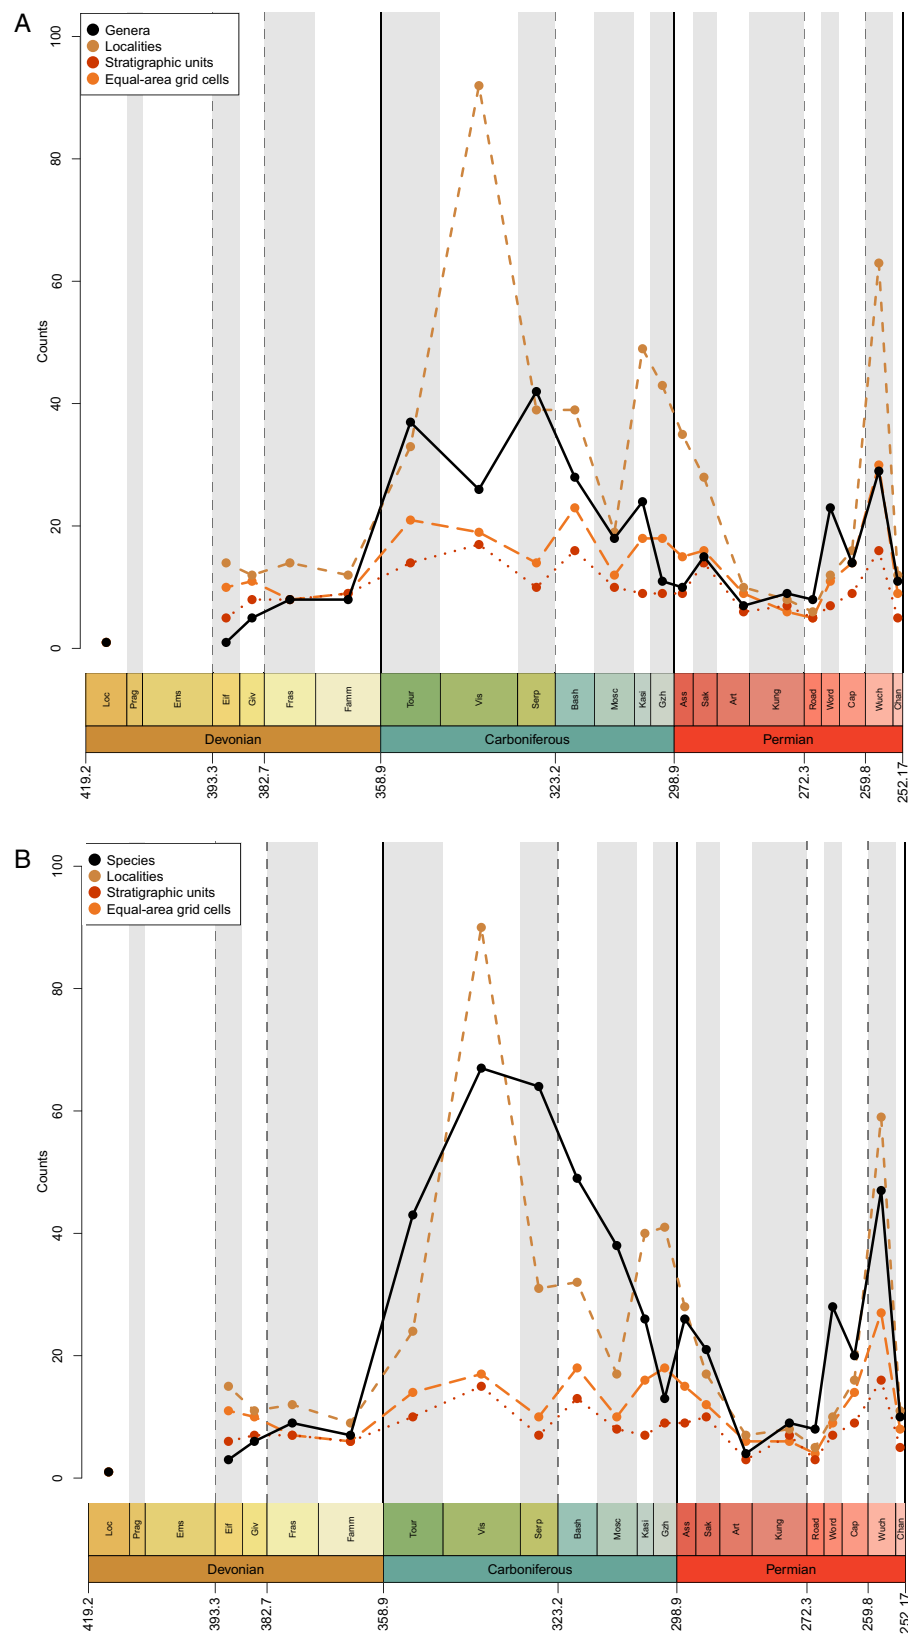 A
Genera
Localities
Stratigraphic units
Equal-area grid cells
Counts
0 20 40 60 80 100
Loc Prag Ems Eif Giv Fras Famm Tour Vis Serp Bash Mosc Kasi Gzh Ass Sak Art Kung Road Word Cap Wuch Chan
Devonian Carboniferous Permian
419.2 393.3 382.7 358.9 323.2 298.9 272.3 259.8 252.17
B
Species
Localities
Stratigraphic units
Equal-area grid cells
Counts
0 20 40 60 80 100
Loc Prag Ems Eif Giv Fras Famm Tour Vis Serp Bash Mosc Kasi Gzh Ass Sak Art Kung Road Word Cap Wuch Chan
Devonian Carboniferous Permian
419.2 393.3 382.7 358.9 323.2 298.9 272.3 259.8 252.17